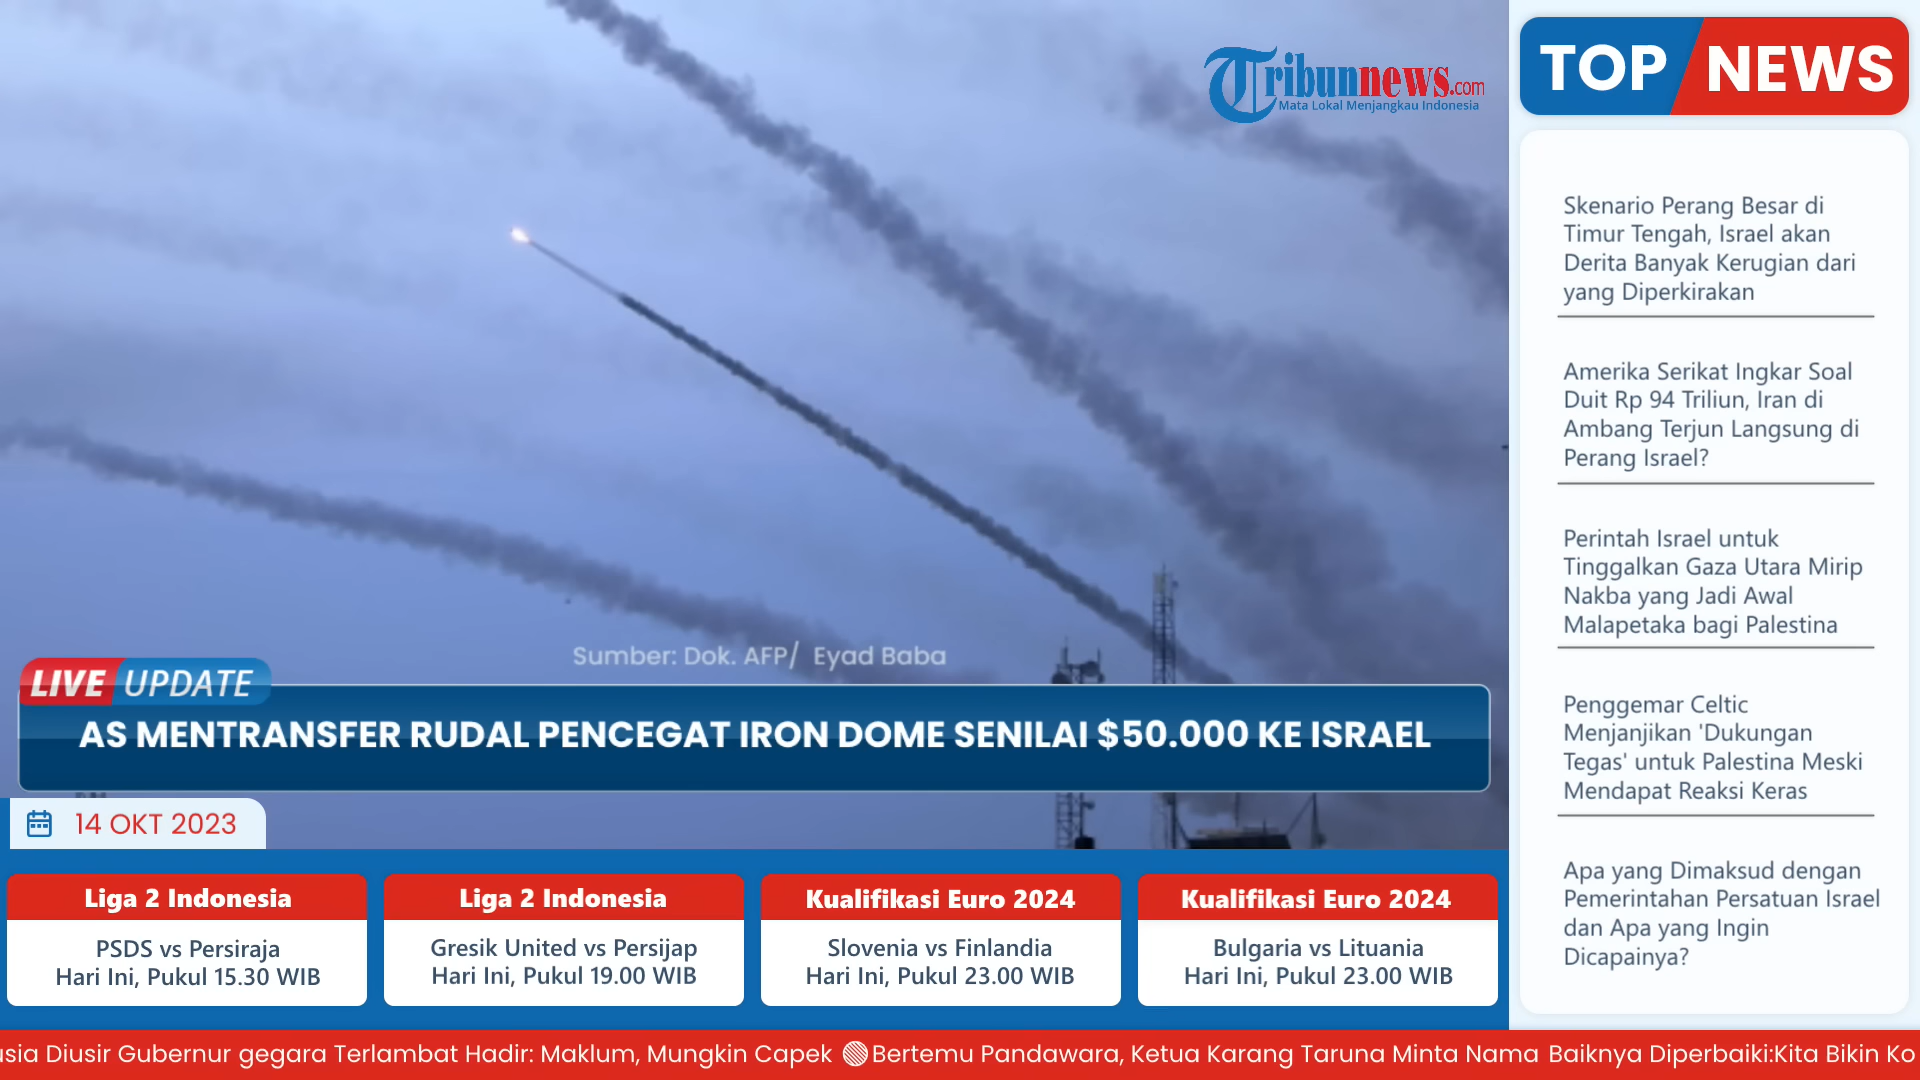 Tribunnews.com
Mata Lokal Menjangkau Indonesia
TOP NEWS
Skenario Perang Besar di
Timur Tengah, Israel akan
Derita Banyak Kerugian dari
yang Diperkirakan
Amerika Serikat Ingkar Soal
Duit Rp 94 Triliun, Iran di
Ambang Terjun Langsung di
Perang Israel?
Perintah Israel untuk
Tinggalkan Gaza Utara Mirip
Nakba yang Jadi Awal
Malapetaka bagi Palestina
Penggemar Celtic
Menjanjikan 'Dukungan
Tegas' untuk Palestina Meski
Mendapat Reaksi Keras
Apa yang Dimaksud dengan
Pemerintahan Persatuan Israel
dan Apa yang Ingin
Dicapainya?
Sumber: Dok. AFP/ Eyad Baba
LIVE UPDATE
AS MENTRANSFER RUDAL PENCEGAT IRON DOME SENILAI $50.000 KE ISRAEL
14 OKT 2023
Liga 2 Indonesia
PSDS vs Persiraja
Hari Ini, Pukul 15.30 WIB
Liga 2 Indonesia
Gresik United vs Persijap
Hari Ini, Pukul 19.00 WIB
Kualifikasi Euro 2024
Slovenia vs Finlandia
Hari Ini, Pukul 23.00 WIB
Kualifikasi Euro 2024
Bulgaria vs Lituania
Hari Ini, Pukul 23.00 WIB
usia Diusir Gubernur gegara Terlambat Hadir: Maklum, Mungkin Capek Bertemu Pandawara, Ketua Karang Taruna Minta Nama Baiknya Diperbaiki:Kita Bikin Ko